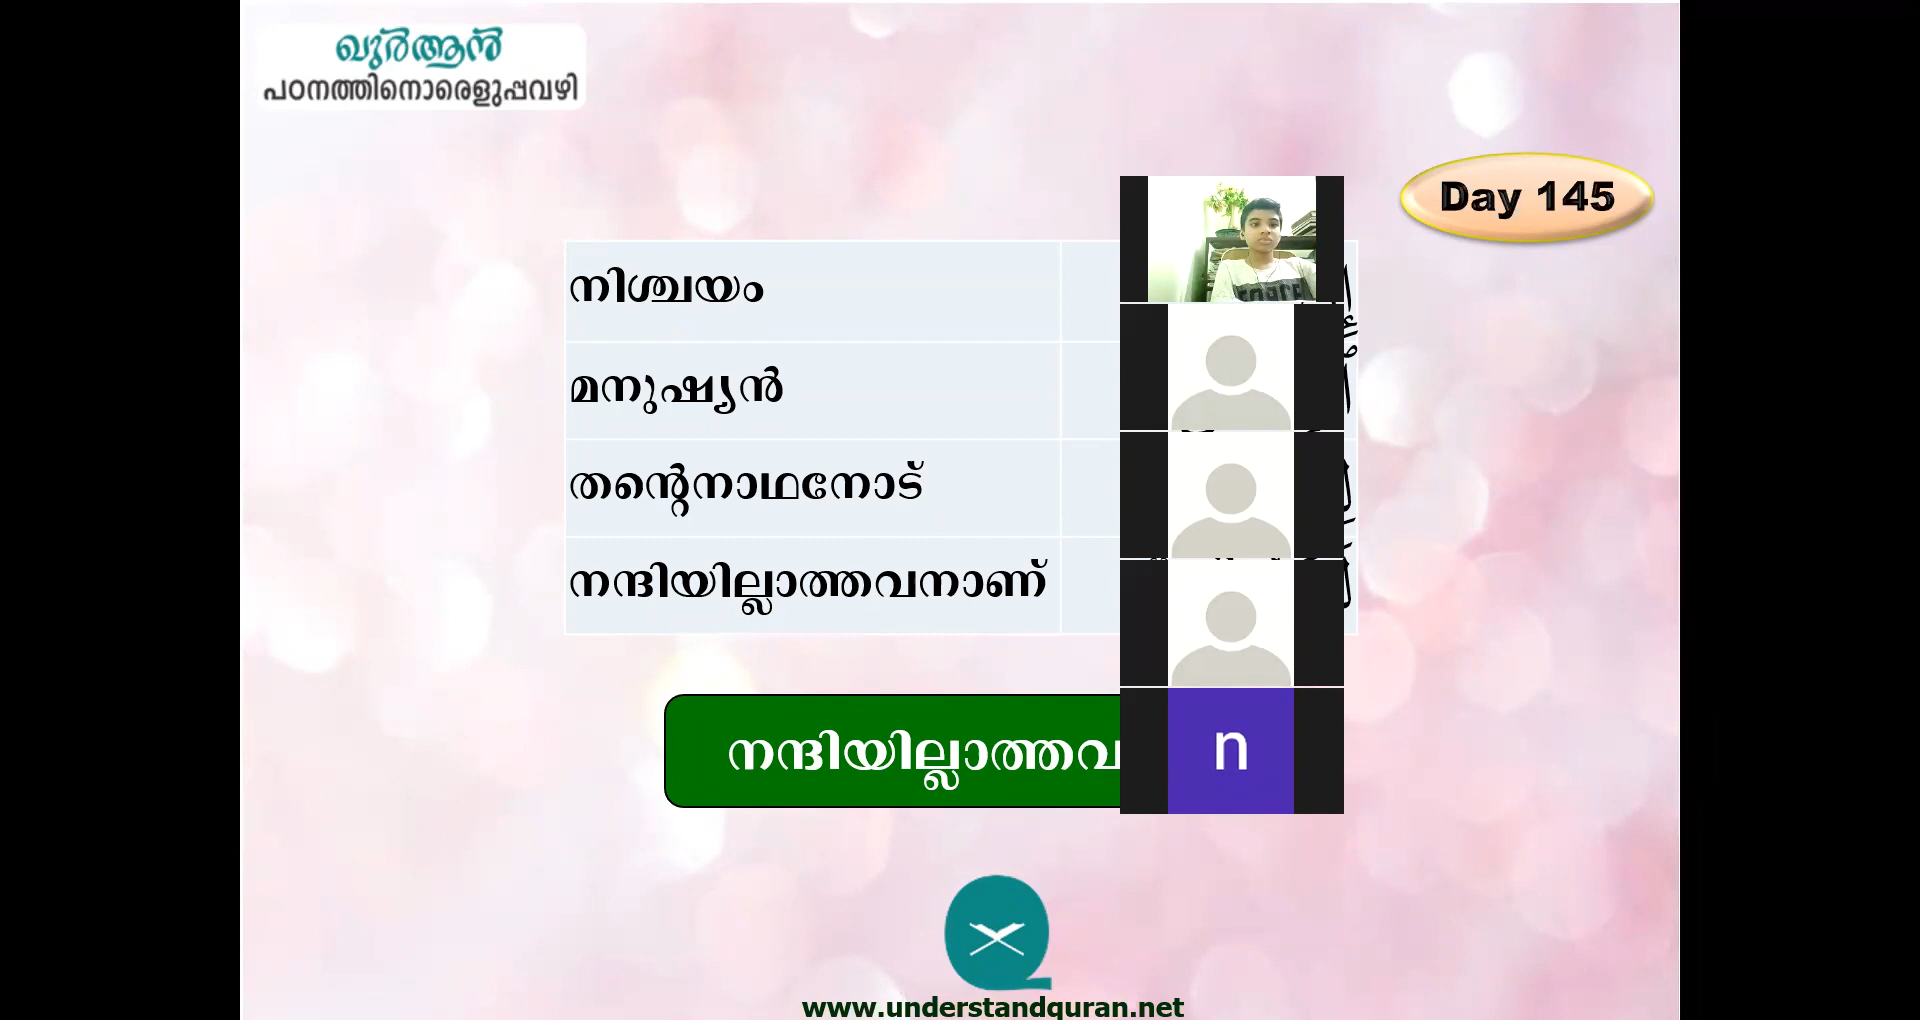 ഖുർആൻ
പഠനത്തിനൊരെളുപ്പവഴി
Day 145
നിശ്ചയം
മനുഷ്യൻ
തന്റെനാഥനോട്
നന്ദിയില്ലാത്തവനാണ്
നന്ദിയില്ലാത്തവ
n
www.understandquran.net